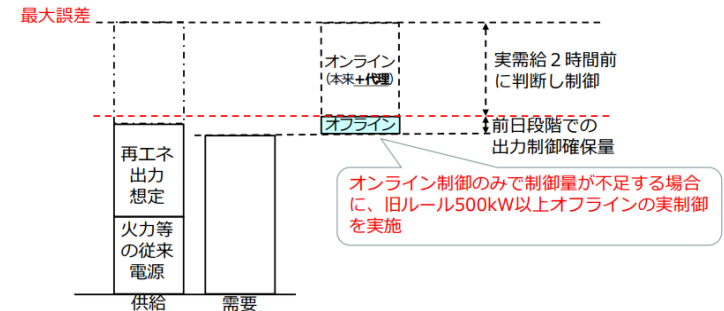 最大誤差
オンライン
(本来+代理)
オフライン
実需給２時間前
に判断し制御
前日段階での
出力制御確保量
再エネ
出力
想定
火力等
の従来
電源
オンライン制御のみで制御量が不足する場合
に、旧ルール500kW以上オフラインの実制御
を実施
供給
需要